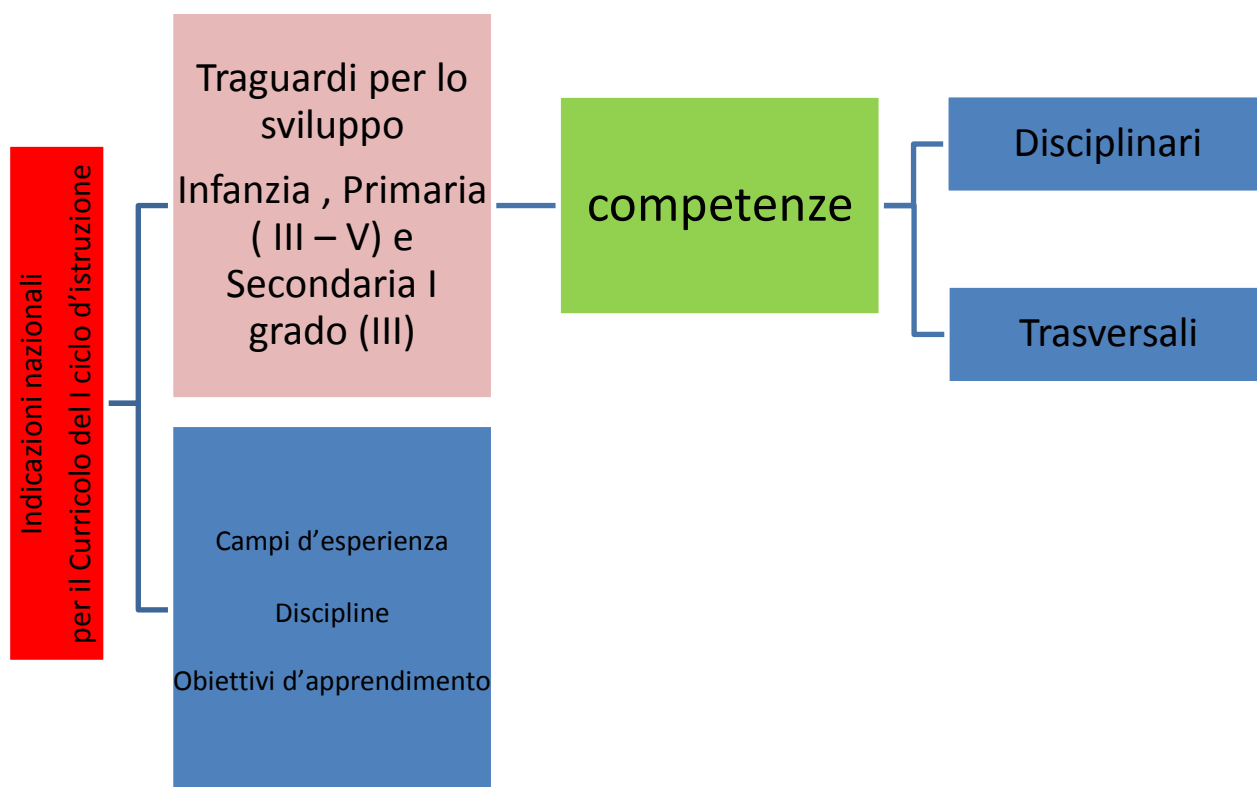 Indicazioni nazionali
per il Curricolo del I ciclo d’istruzione
Traguardi per lo
sviluppo
Infanzia , Primaria
( III – V) e
Secondaria I
grado (III)
Campi d’esperienza
Discipline
Obiettivi d’apprendimento
competenze
Disciplinari
Trasversali